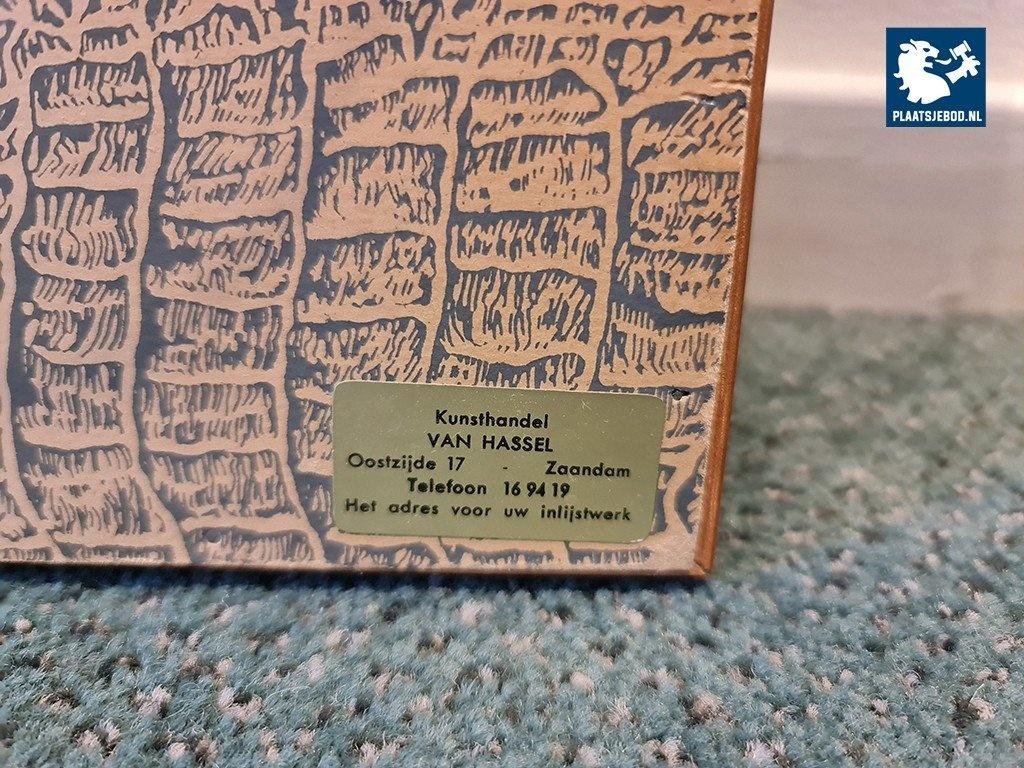 PLAATSJEBOD.NL
Kunsthandel
VAN HASSEL
Oostzijde 17 - Zaandam
Telefoon 16 94 19
Het adres voor uw inlijstwerk